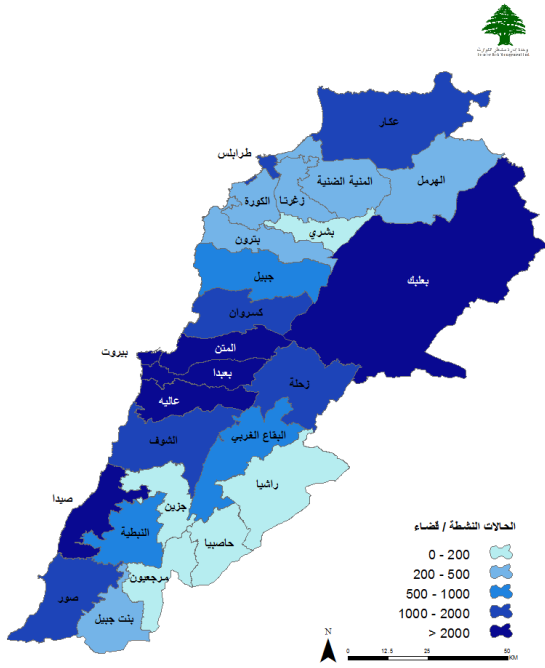 عكار
طرابلس
الهرمل
المنية الضنية
زغرتا
الكورة
بشري
بترون
بعلبك
جبيل
كسروان
المتن
بيروت
بعبدا
زحلة
عاليه
الشوف
البقاع الغربي
صيدا
راشيا
جزين
النبطية
حاصبيا
مرجعيون
صور
بنت جبيل
الحالات النشطة / قضاء
0 - 200
200 - 500
500 - 1000
1000 - 2000
> 2000
N
0 12.5 25 50
KM